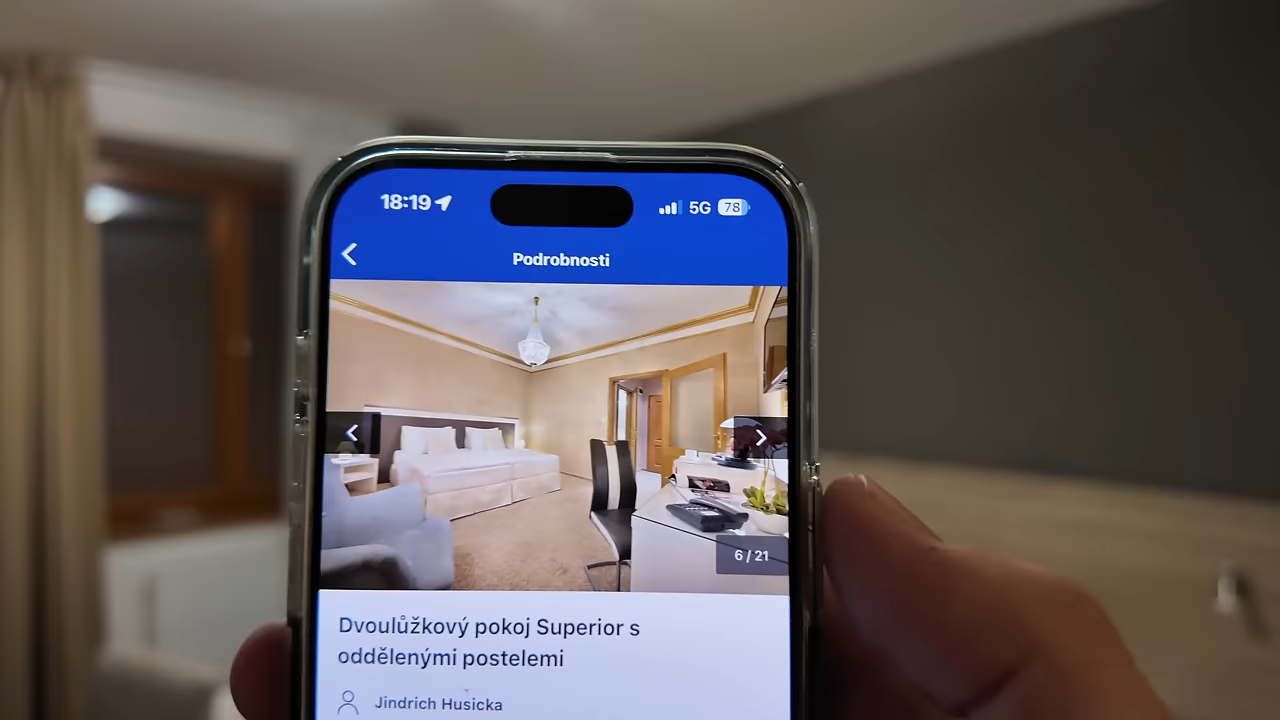 18:19
5G 78
Podrobnosti
6 / 21
Dvoulůžkový pokoj Superior s
oddělenými postelemi
Jindrich Husicka